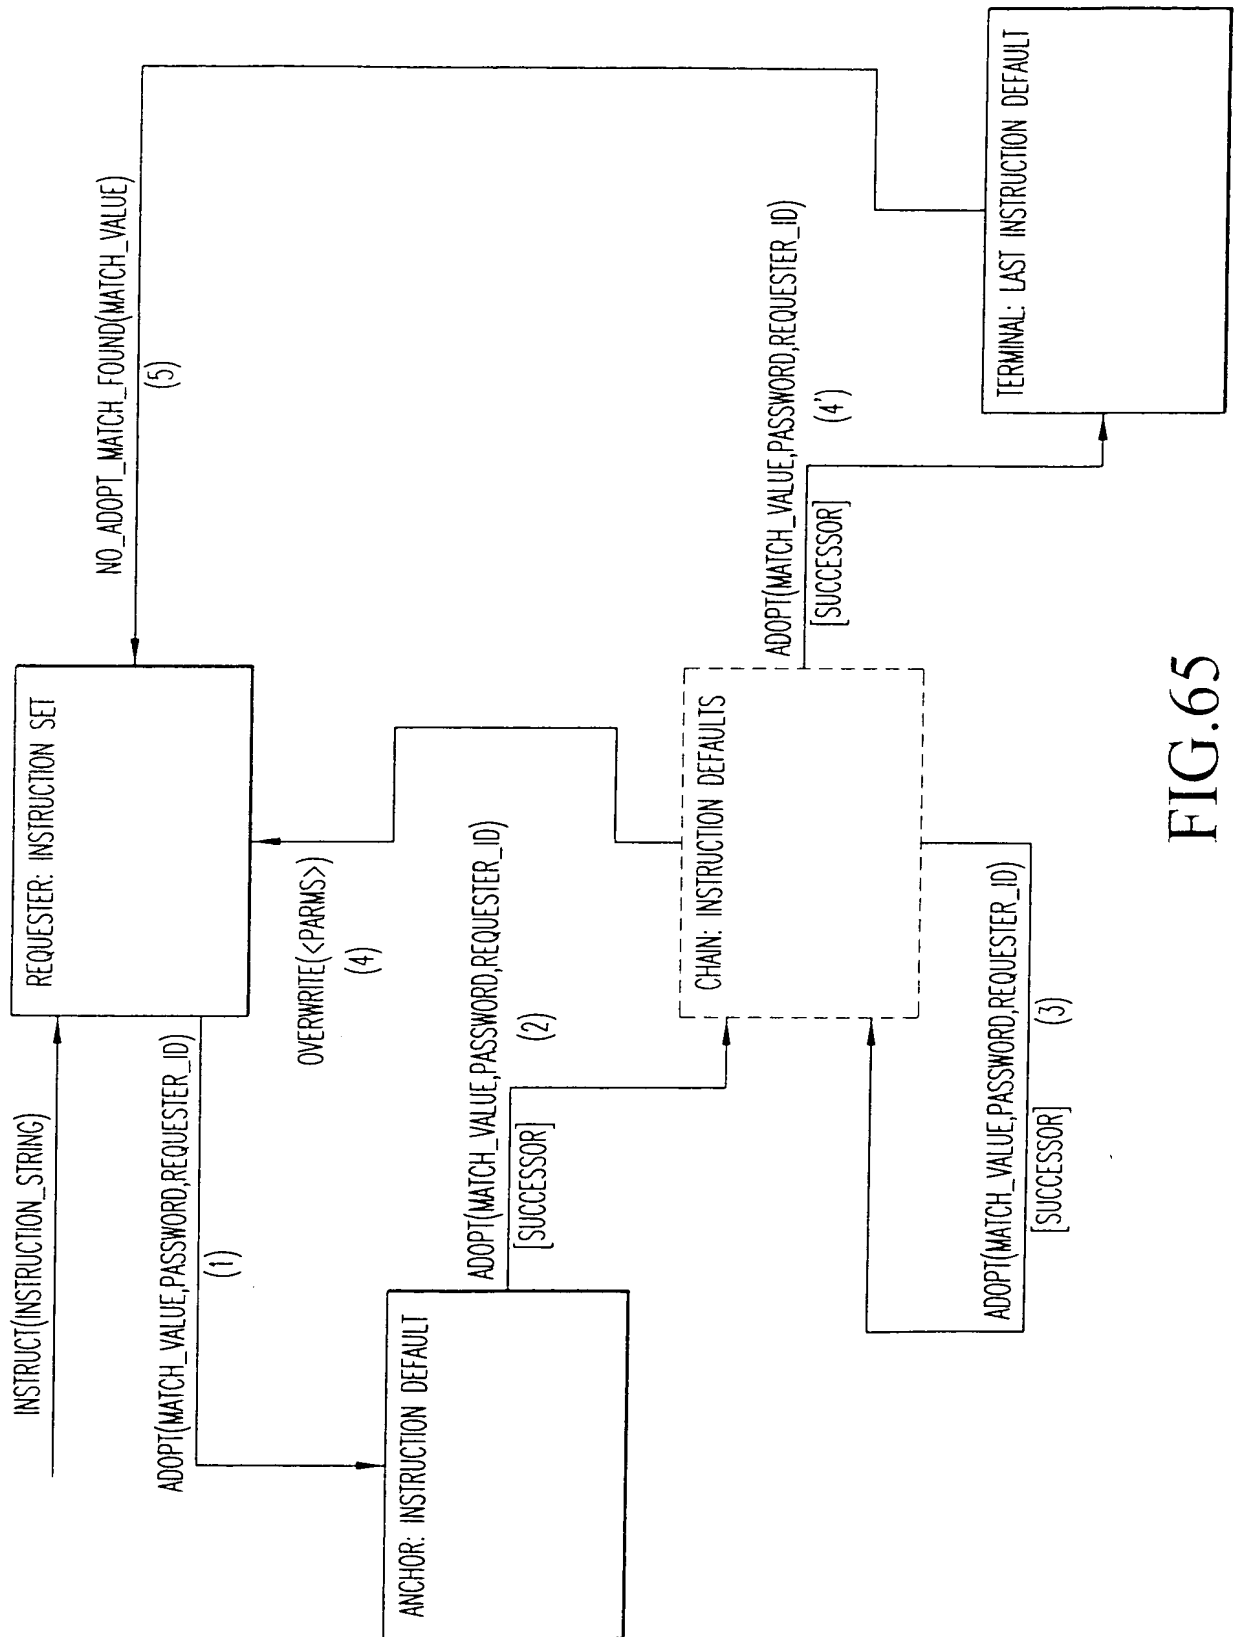 INSTRUCT(INSTRUCTION_STRING)
REQUESTER: INSTRUCTION SET
NO_ADOPT_MATCH_FOUND(MATCH_VALUE)
(5)
ADOPT(MATCH_VALUE,PASSWORD,REQUESTER_ID)
(1)
OVERWRITE(<PARMS>)
(4)
ANCHOR: INSTRUCTION DEFAULT
ADOPT(MATCH_VALUE,PASSWORD,REQUESTER_ID)
[SUCCESSOR]
(2)
CHAIN: INSTRUCTION DEFAULTS
ADOPT(MATCH_VALUE,PASSWORD,REQUESTER_ID)
[SUCCESSOR]
(4')
ADOPT(MATCH_VALUE,PASSWORD,REQUESTER_ID)
[SUCCESSOR]
(3)
TERMINAL: LAST INSTRUCTION DEFAULT
FIG.65